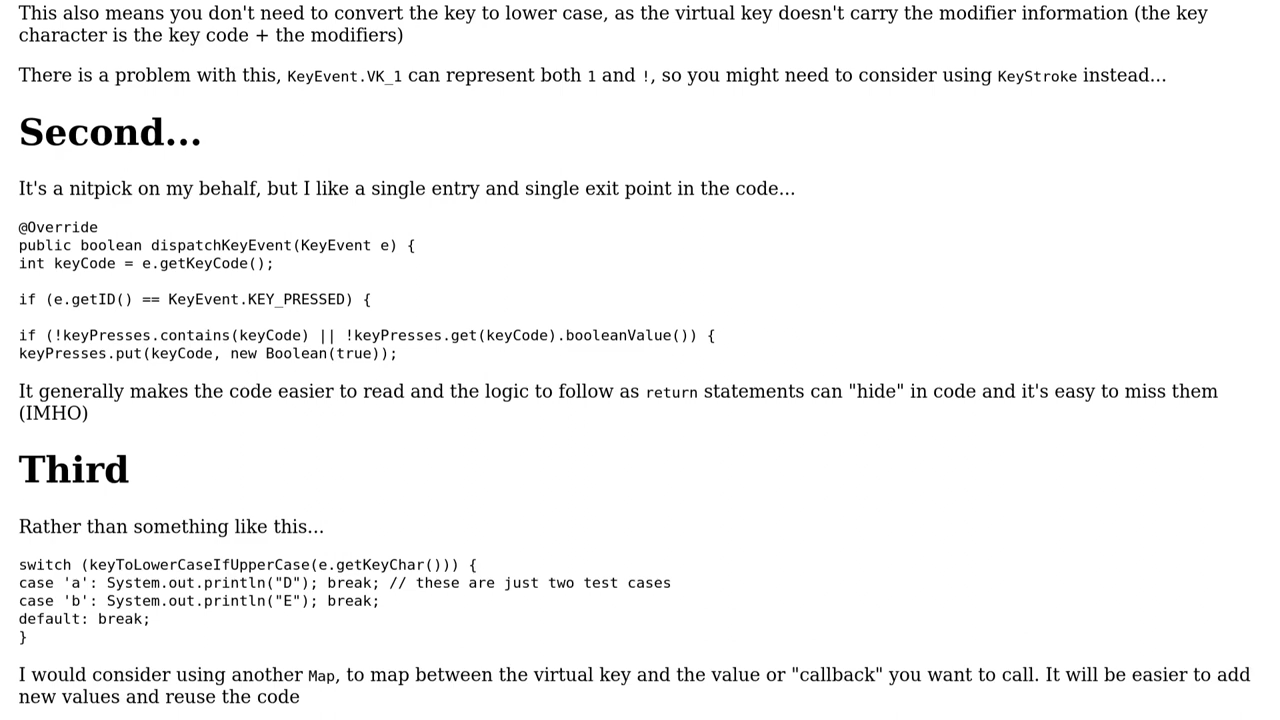 This also means you don't need to convert the key to lower case, as the virtual key doesn't carry the modifier information (the key
character is the key code + the modifiers)
There is a problem with this, KeyEvent.VK_1 can represent both 1 and !, so you might need to consider using KeyStroke instead...
Second...
It's a nitpick on my behalf, but I like a single entry and single exit point in the code...
@Override
public boolean dispatchKeyEvent(KeyEvent e) {
int keyCode = e.getKeyCode();
if (e.getID() == KeyEvent.KEY_PRESSED) {
if (!keyPresses.contains(keyCode) || !keyPresses.get(keyCode).booleanValue()) {
keyPresses.put(keyCode, new Boolean(true));
It generally makes the code easier to read and the logic to follow as return statements can "hide" in code and it's easy to miss them
(IMHO)
Third
Rather than something like this...
switch (keyToLowerCaseIfUpperCase(e.getKeyChar())) {
case 'a': System.out.println("D"); break; // these are just two test cases
case 'b': System.out.println("E"); break;
default: break;
}
I would consider using another Map, to map between the virtual key and the value or "callback" you want to call. It will be easier to add
new values and reuse the code